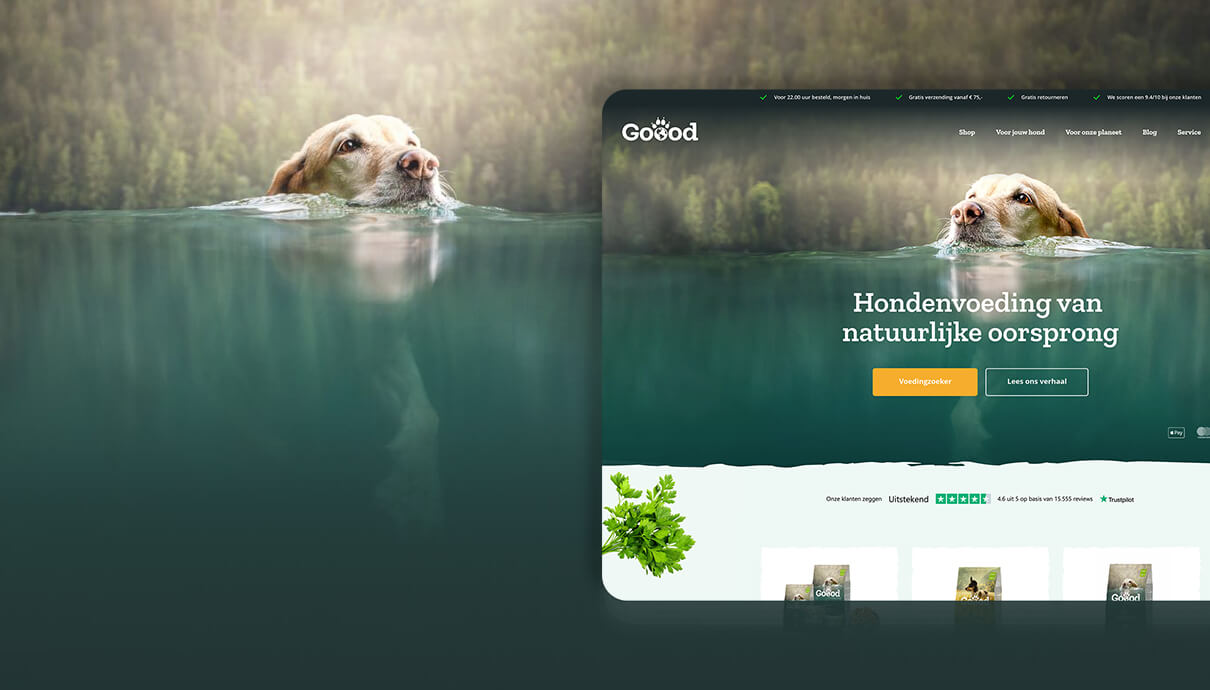 Voor 22.00 uur besteld, morgen in huis
Gratis verzending vanaf € 75,-
Gratis retourneren
We scoren een 9.4/10 bij onze klanten
Goood
Shop
Voor jouw hond
Voor onze planeet
Blog
Service
Hondenvoeding van
natuurlijke oorsprong
Voedingzoeker
Lees ons verhaal
Pay
Onze klanten zeggen
Uitstekend
4.6 uit 5 op basis van 15.555 reviews
Trustpilot
Goood
Goood